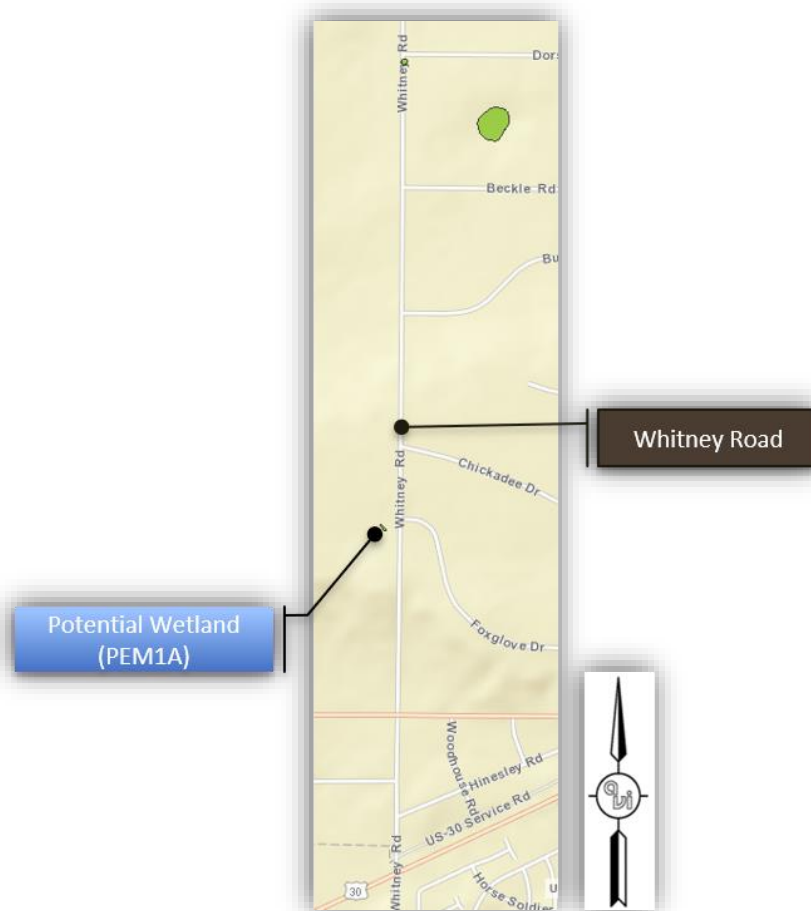 Whitney Rd
Dors
Beckle Rd
Bu
Whitney Road
Whitney Rd
Chickadee Dr
Potential Wetland
(PEM1A)
Foxglove Dr
Woodhouse Rd
Hinesley Rd
US-30 Service Rd
Whitney Rd
30
Horse Soldier
U